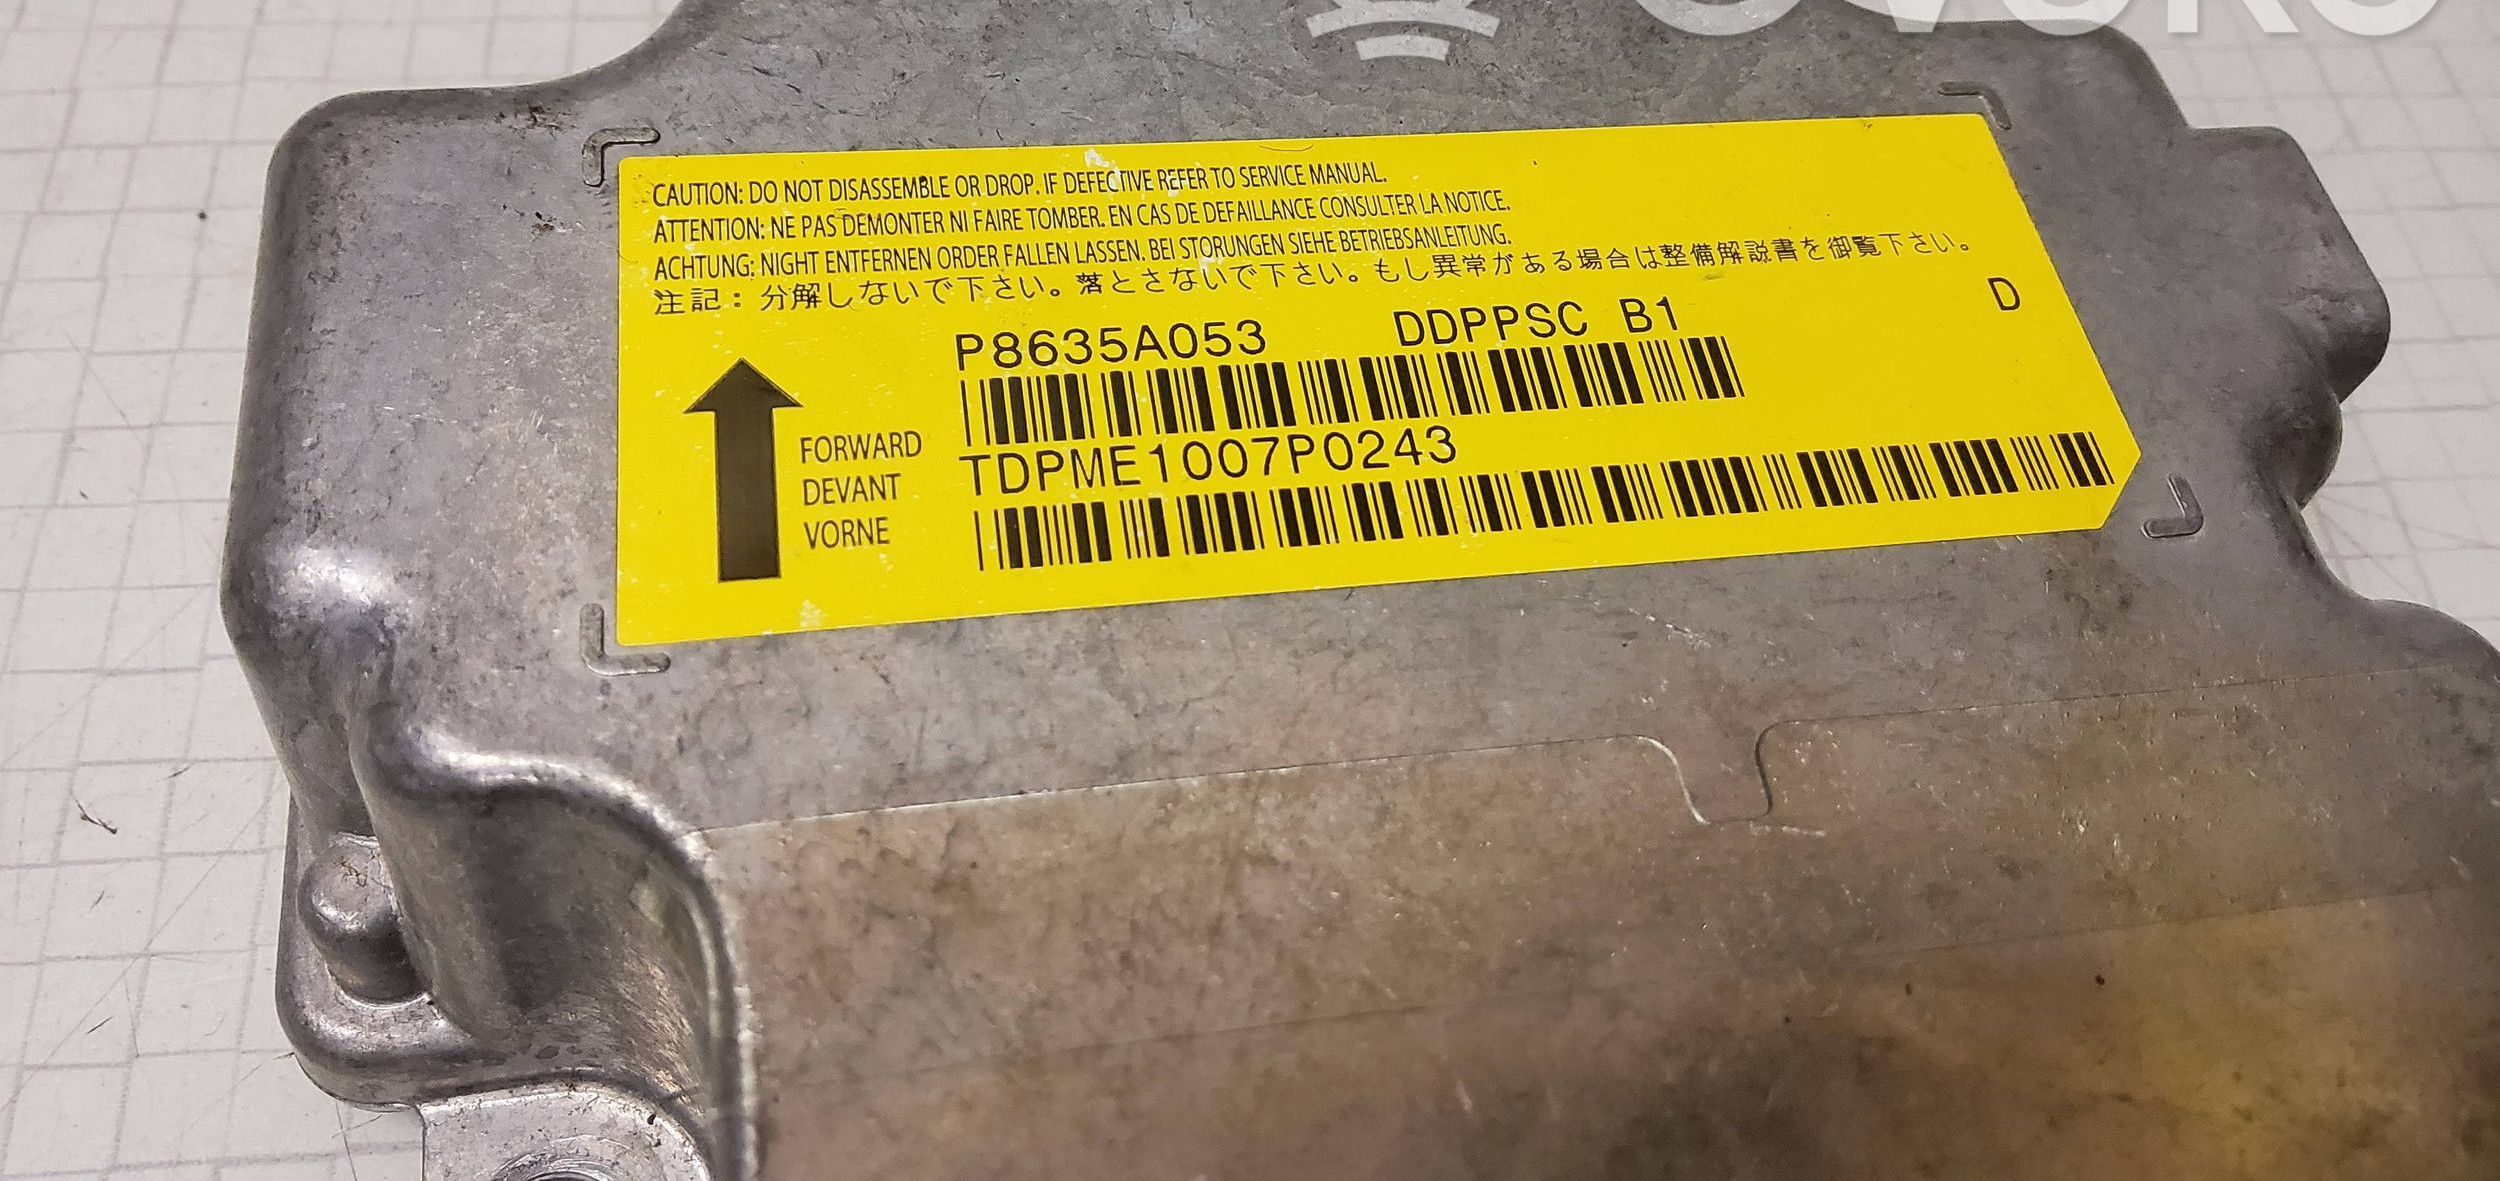 CAUTION: DO NOT DISASSEMBLE OR DROP. IF DEFECTIVE REFER TO SERVICE MANUAL.
ATTENTION: NE PAS DEMONTER NI FAIRE TOMBER. EN CAS DE DEFAILLANCE CONSULTER LA NOTICE.
ACHTUNG: NIGHT ENTFERNEN ORDER FALLEN LASSEN. BEI STORUNGEN SIEHE BETRIEBSANLEITUNG.
注記：分解しないで下さい。落とさないで下さい。もし異常がある場合は整備解説書を御覧下さい。
P8635A053 DDPPSC B1 D
TDPME1007P0243
FORWARD
DEVANT
VORNE